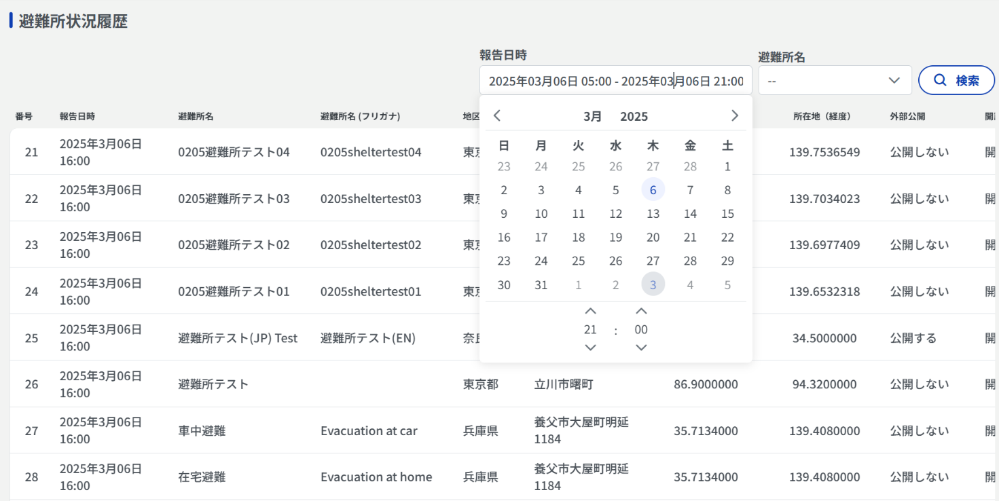 避難所状況履歴
報告日時
避難所名
2025年03月06日 05:00 - 2025年03月06日 21:00
--
検索
番号 報告日時 避難所名 避難所名 (フリガナ) 地区 所在地（経度） 外部公開
21 2025年3月06日 16:00 0205避難所テスト04 0205sheltertest04 東 139.7536549 公開しない 開
22 2025年3月06日 16:00 0205避難所テスト03 0205sheltertest03 東 139.7034023 公開しない 開
23 2025年3月06日 16:00 0205避難所テスト02 0205sheltertest02 東 139.6977409 公開しない 開
24 2025年3月06日 16:00 0205避難所テスト01 0205sheltertest01 東 139.6532318 公開しない 開
25 2025年3月06日 16:00 避難所テスト(JP) Test 避難所テスト(EN) 奈 34.5000000 公開する 開
26 2025年3月06日 16:00 避難所テスト 東京都 立川市曙町 86.9000000 94.3200000 公開しない 開
27 2025年3月06日 16:00 車中避難 Evacuation at car 兵庫県 養父市大屋町明延 1184 35.7134000 139.4080000 公開しない 開
28 2025年3月06日 16:00 在宅避難 Evacuation at home 兵庫県 養父市大屋町明延 1184 35.7134000 139.4080000 公開しない 開
3月 2025
日 月 火 水 木 金 土
23 24 25 26 27 28 1
2 3 4 5 6 7 8
9 10 11 12 13 14 15
16 17 18 19 20 21 22
23 24 25 26 27 28 29
30 31 1 2 3 4 5
21 : 00